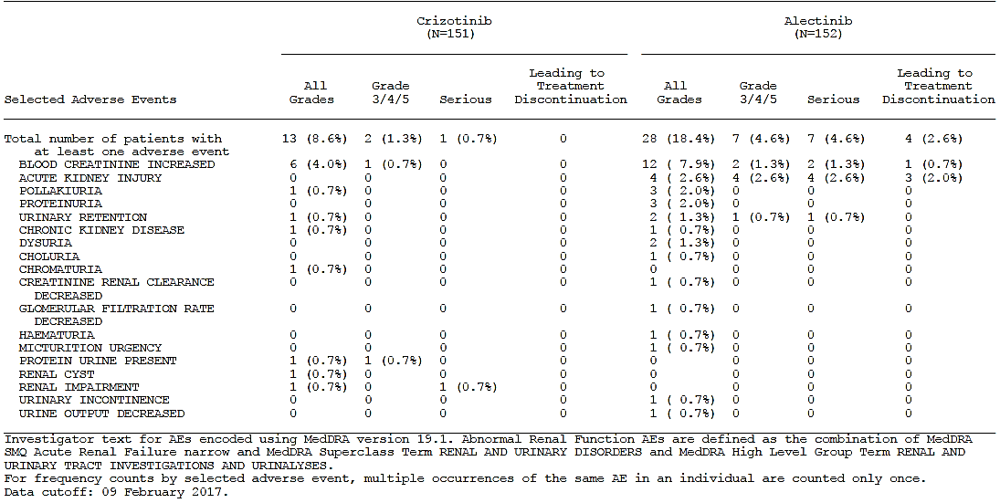 Crizotinib Alectinib
(N=151) (N=152)
Leading to Leading to
All Grade Treatment All Grade Treatment
Selected Adverse Events Grades 3/4/5 Serious Discontinuation Grades 3/4/5 Serious Discontinuation
Total number of patients with 13 (8.6%) 2 (1.3%) 1 (0.7%) 0 28 (18.4%) 7 (4.6%) 7 (4.6%) 4 (2.6%)
at least one adverse event
BLOOD CREATININE INCREASED 6 (4.0%) 1 (0.7%) 0 0 12 ( 7.9%) 2 (1.3%) 2 (1.3%) 1 (0.7%)
ACUTE KIDNEY INJURY 0 0 0 0 4 ( 2.6%) 4 (2.6%) 4 (2.6%) 3 (2.0%)
POLLAKIURIA 1 (0.7%) 0 0 0 3 ( 2.0%) 0 0 0
PROTEINURIA 0 0 0 0 3 ( 2.0%) 0 0 0
URINARY RETENTION 1 (0.7%) 0 0 0 2 ( 1.3%) 1 (0.7%) 1 (0.7%) 0
CHRONIC KIDNEY DISEASE 1 (0.7%) 0 0 0 1 ( 0.7%) 0 0 0
DYSURIA 0 0 0 0 2 ( 1.3%) 0 0 0
CHOLURIA 0 0 0 0 1 ( 0.7%) 0 0 0
CHROMATURIA 1 (0.7%) 0 0 0 0 0 0 0
CREATININE RENAL CLEARANCE 0 0 0 0 1 ( 0.7%) 0 0 0
DECREASED
GLOMERULAR FILTRATION RATE 0 0 0 0 1 ( 0.7%) 0 0 0
DECREASED
HAEMATURIA 0 0 0 0 1 ( 0.7%) 0 0 0
MICTURITION URGENCY 0 0 0 0 1 ( 0.7%) 0 0 0
PROTEIN URINE PRESENT 1 (0.7%) 1 (0.7%) 0 0 0 0 0 0
RENAL CYST 1 (0.7%) 0 0 0 0 0 0 0
RENAL IMPAIRMENT 1 (0.7%) 0 1 (0.7%) 0 0 0 0 0
URINARY INCONTINENCE 0 0 0 0 1 ( 0.7%) 0 0 0
URINE OUTPUT DECREASED 0 0 0 0 1 ( 0.7%) 0 0 0
Investigator text for AEs encoded using MedDRA version 19.1. Abnormal Renal Function AEs are defined as the combination of MedDRA
SMQ Acute Renal Failure narrow and MedDRA Superclass Term RENAL AND URINARY DISORDERS and MedDRA High Level Group Term RENAL AND
URINARY TRACT INVESTIGATIONS AND URINALYSES.
For frequency counts by selected adverse event, multiple occurrences of the same AE in an individual are counted only once.
Data cutoff: 09 February 2017.